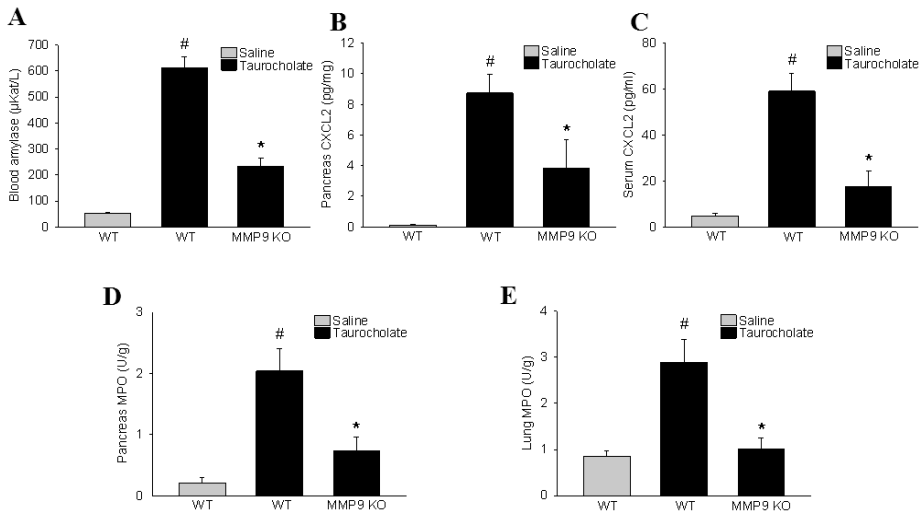 A
Blood amylase (µKat/L)
700
600
500
400
300
200
100
0
#
*
Saline
Taurocholate
WT
WT
MMP9 KO
B
Pancreas CXCL2 (pg/mg)
12
10
8
6
4
2
0
#
*
Saline
Taurocholate
WT
WT
MMP9 KO
C
Serum CXCL2 (pg/ml)
80
60
40
20
0
#
*
Saline
Taurocholate
WT
WT
MMP9 KO
D
Pancreas MPO (U/g)
3
2
1
0
#
*
Saline
Taurocholate
WT
WT
MMP9 KO
E
Lung MPO (U/g)
4
3
2
1
0
#
*
Saline
Taurocholate
WT
WT
MMP9 KO